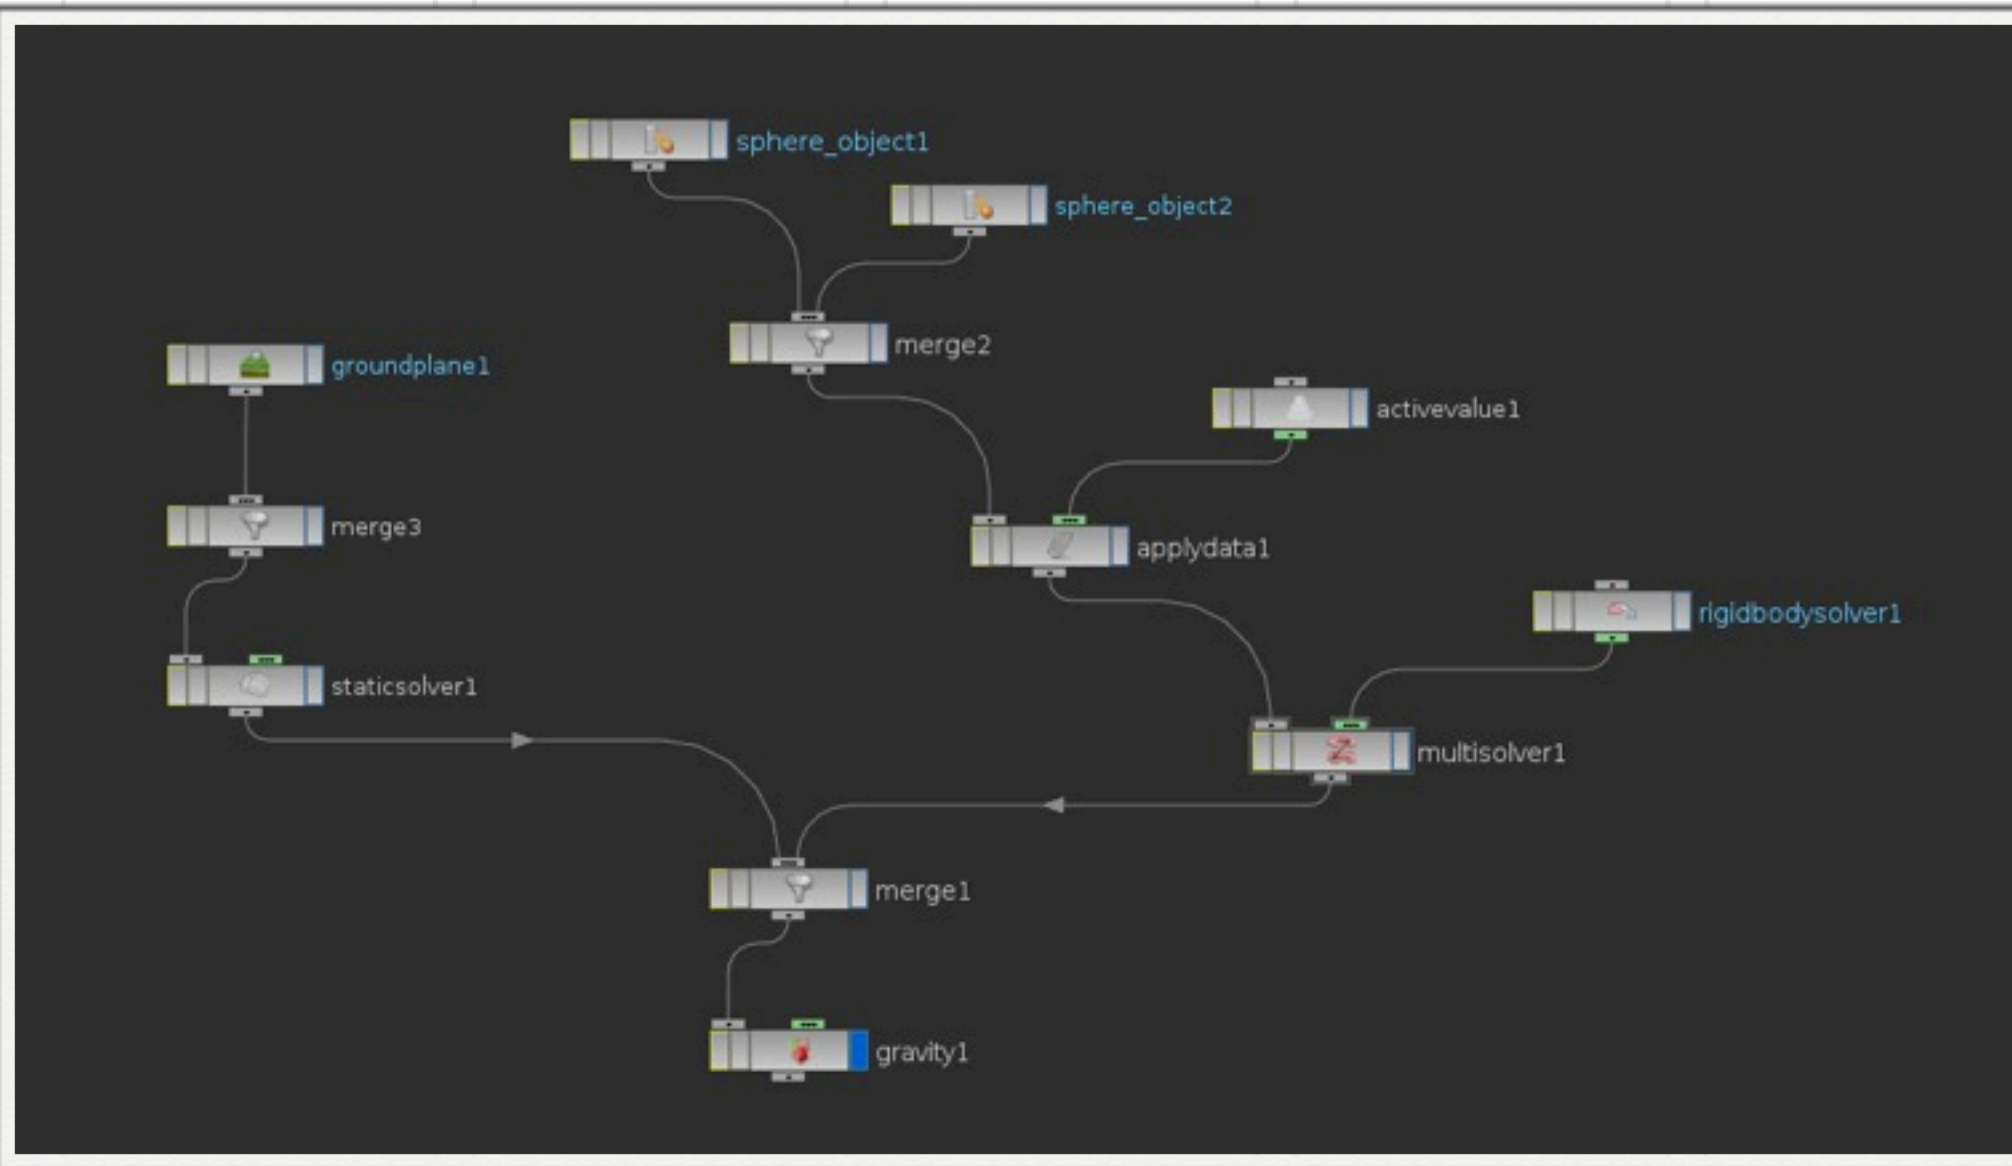 sphere_object1
sphere_object2
merge2
groundplane1
activevalue1
merge3
applydata1
rigidbodysolver1
staticsolver1
multisolver1
merge1
gravity1